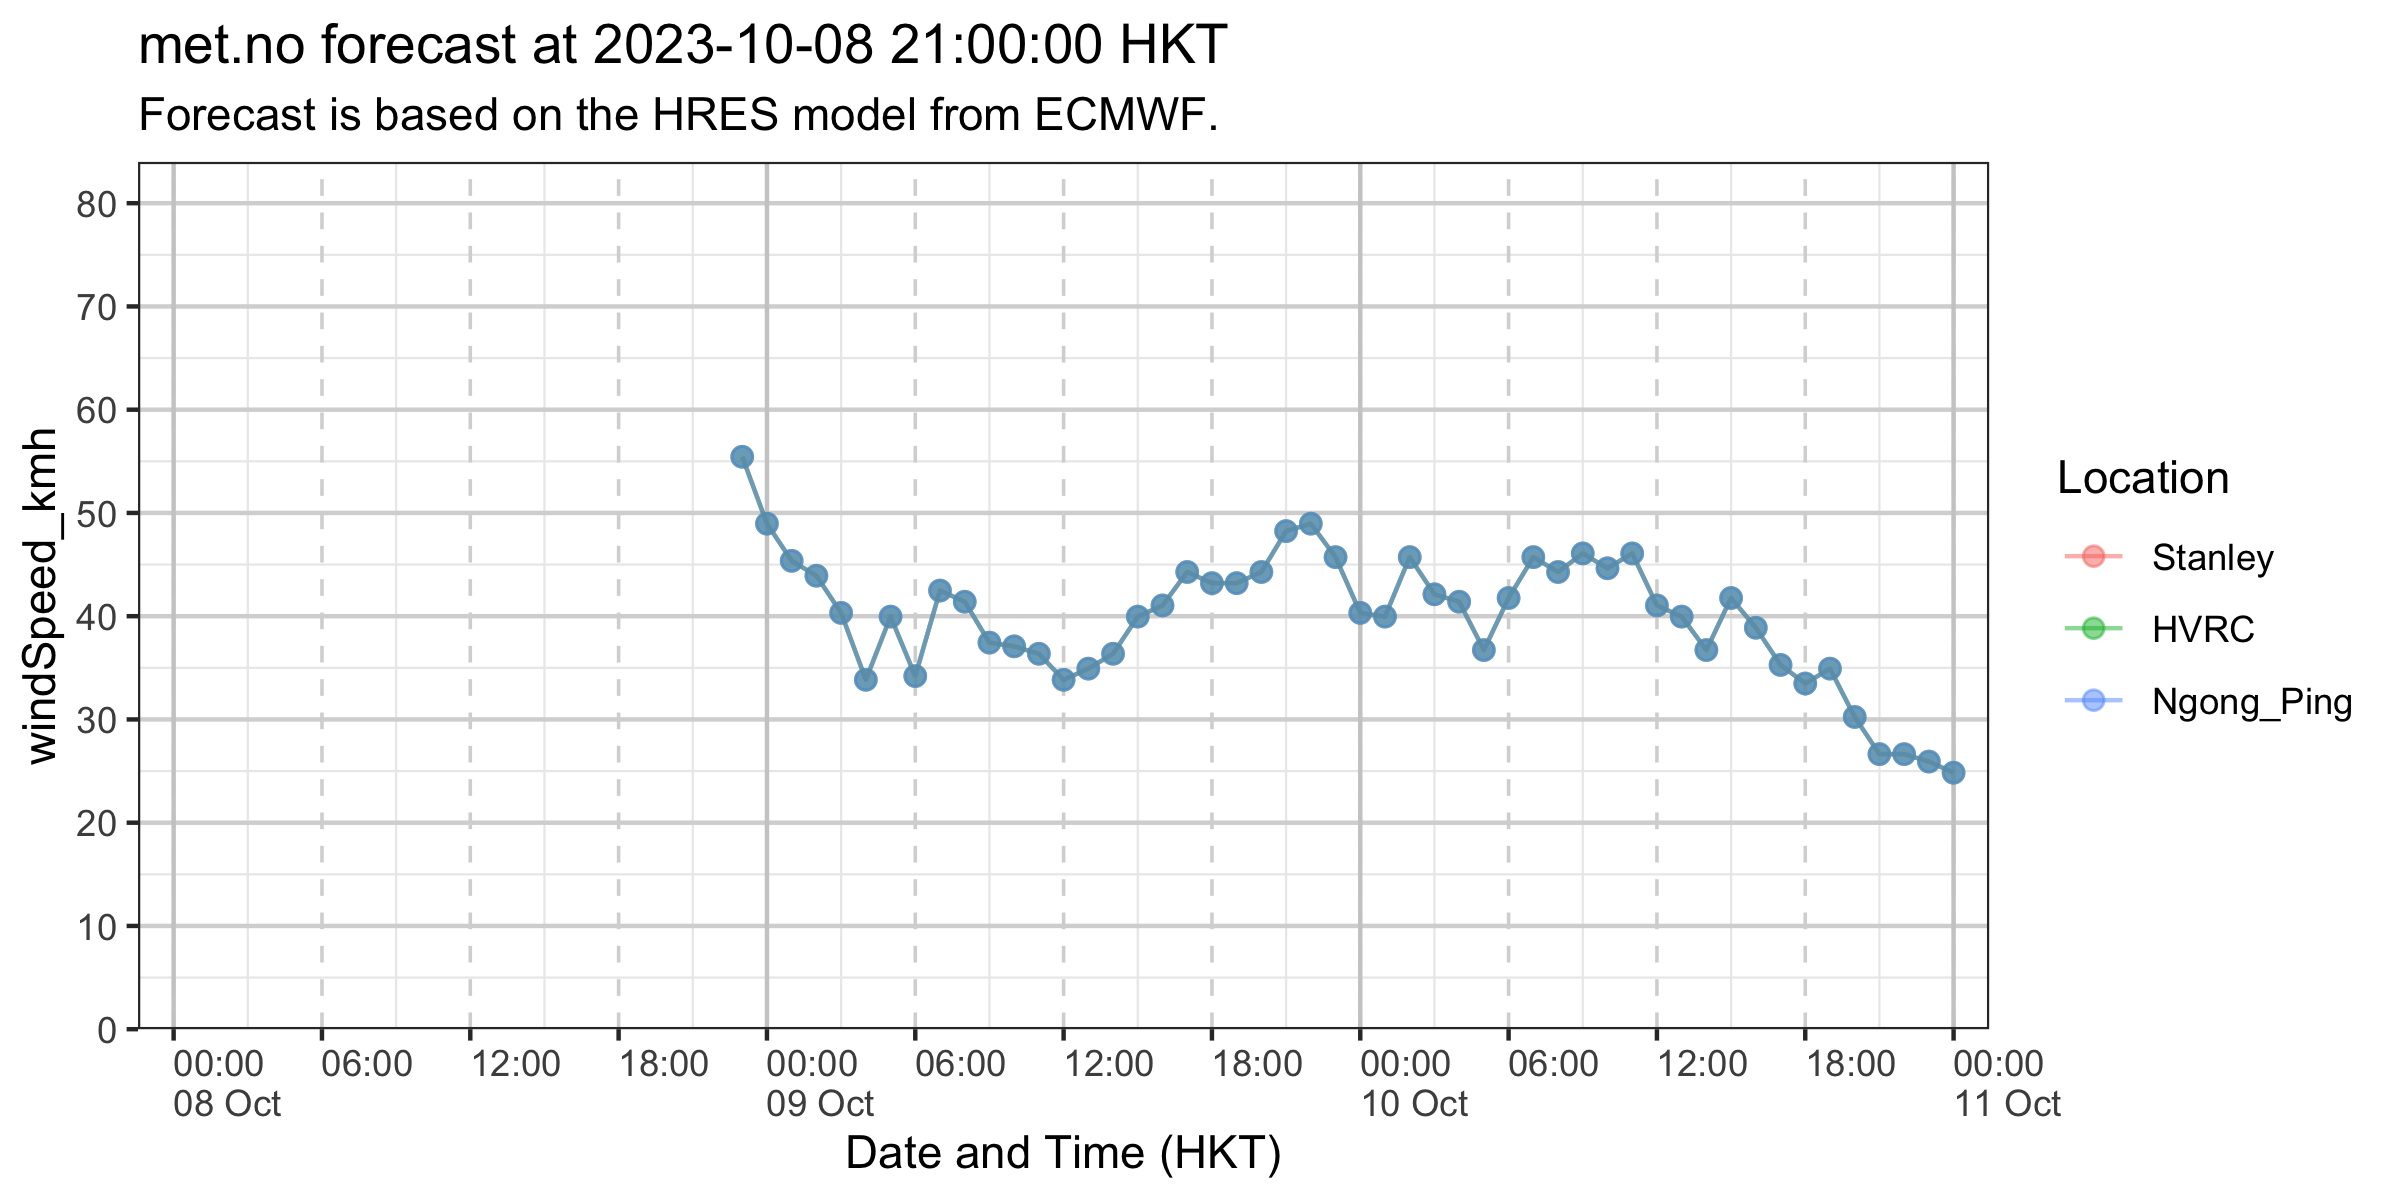 met.no forecast at 2023-10-08 21:00:00 HKT
Forecast is based on the HRES model from ECMWF.
windSpeed_kmh
80
70
60
50
40
30
20
10
0
00:00 06:00 12:00 18:00 00:00 06:00 12:00 18:00 00:00 06:00 12:00 18:00 00:00
08 Oct 09 Oct 10 Oct 11 Oct
Date and Time (HKT)
Location
Stanley
HVRC
Ngong_Ping